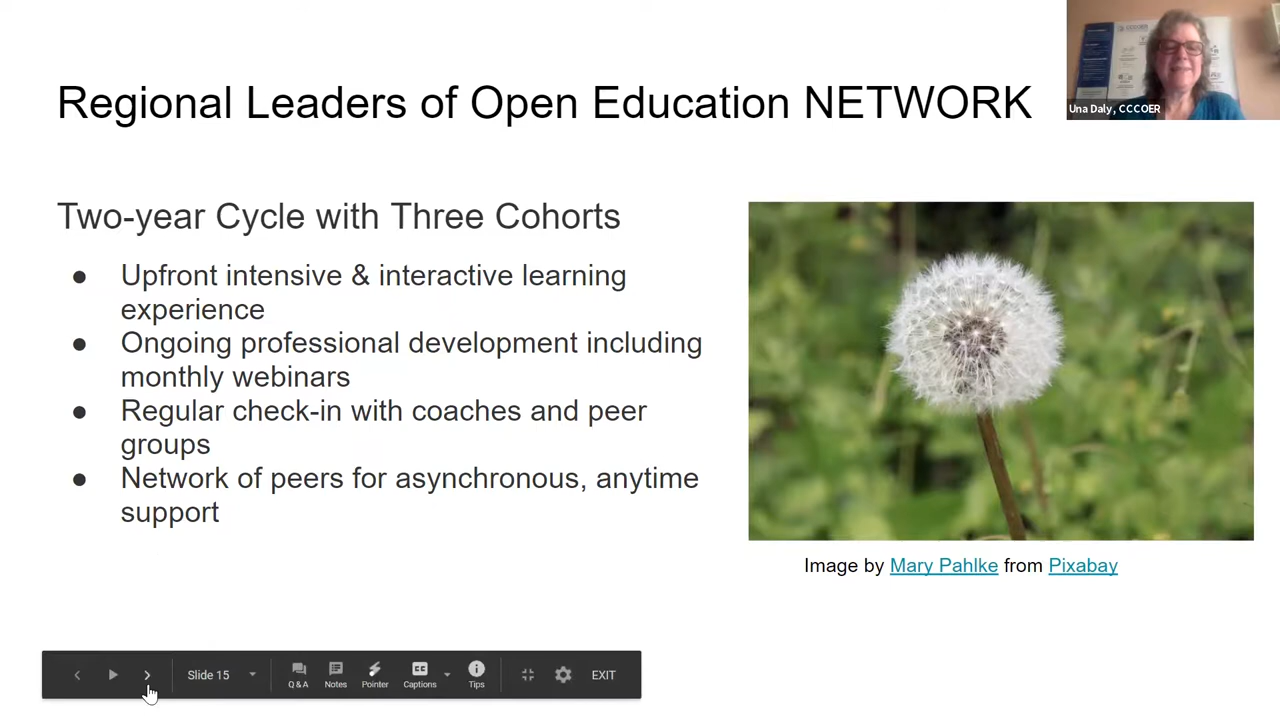 Regional Leaders of Open Education NETWORK
Una Daly, CCCOER
Two-year Cycle with Three Cohorts
● Upfront intensive & interactive learning
experience
● Ongoing professional development including
monthly webinars
● Regular check-in with coaches and peer
groups
● Network of peers for asynchronous, anytime
support
Image by Mary Pahlke from Pixabay
Slide 15
Q&A
Notes
Pointer
Captions
Tips
EXIT